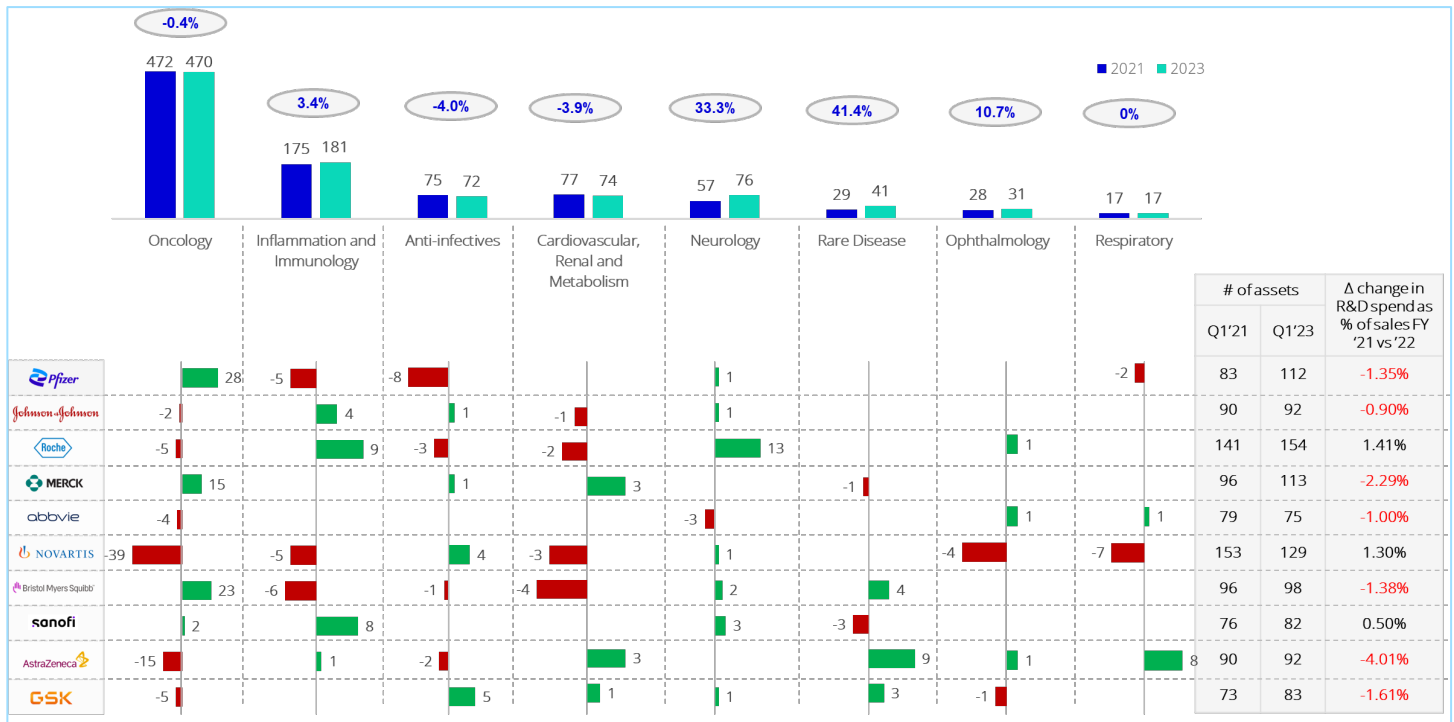 -0.4%
472 470
2021 2023
3.4%
-4.0%
-3.9%
33.3%
41.4%
10.7%
0%
175 181
75 72
77 74
57 76
29 41
28 31
17 17
Oncology
Inflammation and
Immunology
Anti-infectives
Cardiovascular,
Renal and
Metabolism
Neurology
Rare Disease
Ophthalmology
Respiratory
# of assets
Δ change in
R&D spend as
% of sales FY
'21 vs '22
Q1'21 Q1'23
Pfizer 28 -5 -8 1 -2 83 112 -1.35%
Johnson&Johnson -2 4 1 -1 1 90 92 -0.90%
Roche -5 9 -3 -2 13 1 141 154 1.41%
MERCK 15 1 3 -1 96 113 -2.29%
abbvie -4 -3 1 1 79 75 -1.00%
NOVARTIS -39 -5 4 -3 1 -4 -7 153 129 1.30%
Bristol Myers Squibb -6 23 -1 -4 2 4 96 98 -1.38%
sanofi 2 8 3 -3 76 82 0.50%
AstraZeneca -15 1 -2 3 9 1 8 90 92 -4.01%
GSK -5 5 1 1 3 -1 73 83 -1.61%